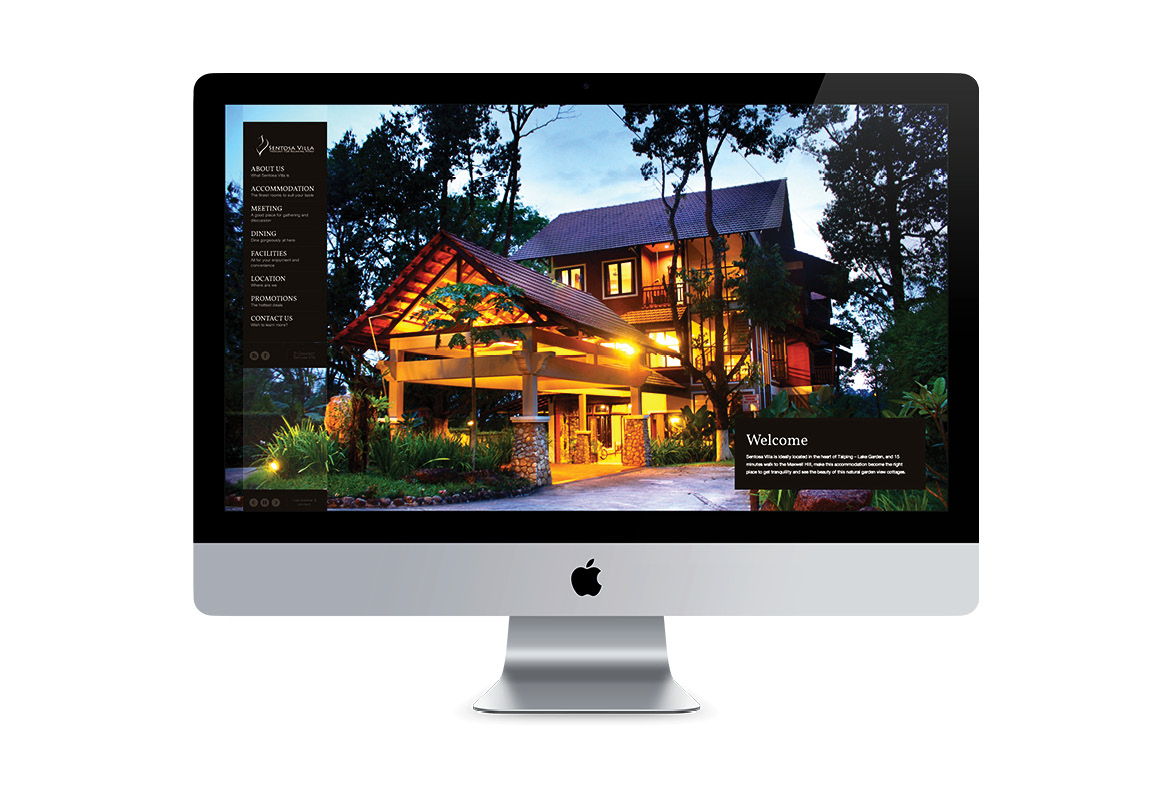 SENTOSA VILLA
ABOUT US
What Sentosa Villa is
ACCOMMODATION
The finest rooms to suit your taste
MEETING
A good place for gathering and
discussion
DINING
Dine gorgeously at here
FACILITIES
All for your enjoyment and
convenience
LOCATION
Where are we
PROMOTIONS
The hottest deals
CONTACT US
Wish to learn more?
Welcome
Sentosa Villa is ideally located in the heart of Taiping – Lake Garden, and 15
minutes walk to the Maxwell Hill, make this accommodation become the right
place to get tranquility and see the beauty of this natural garden view cottages.